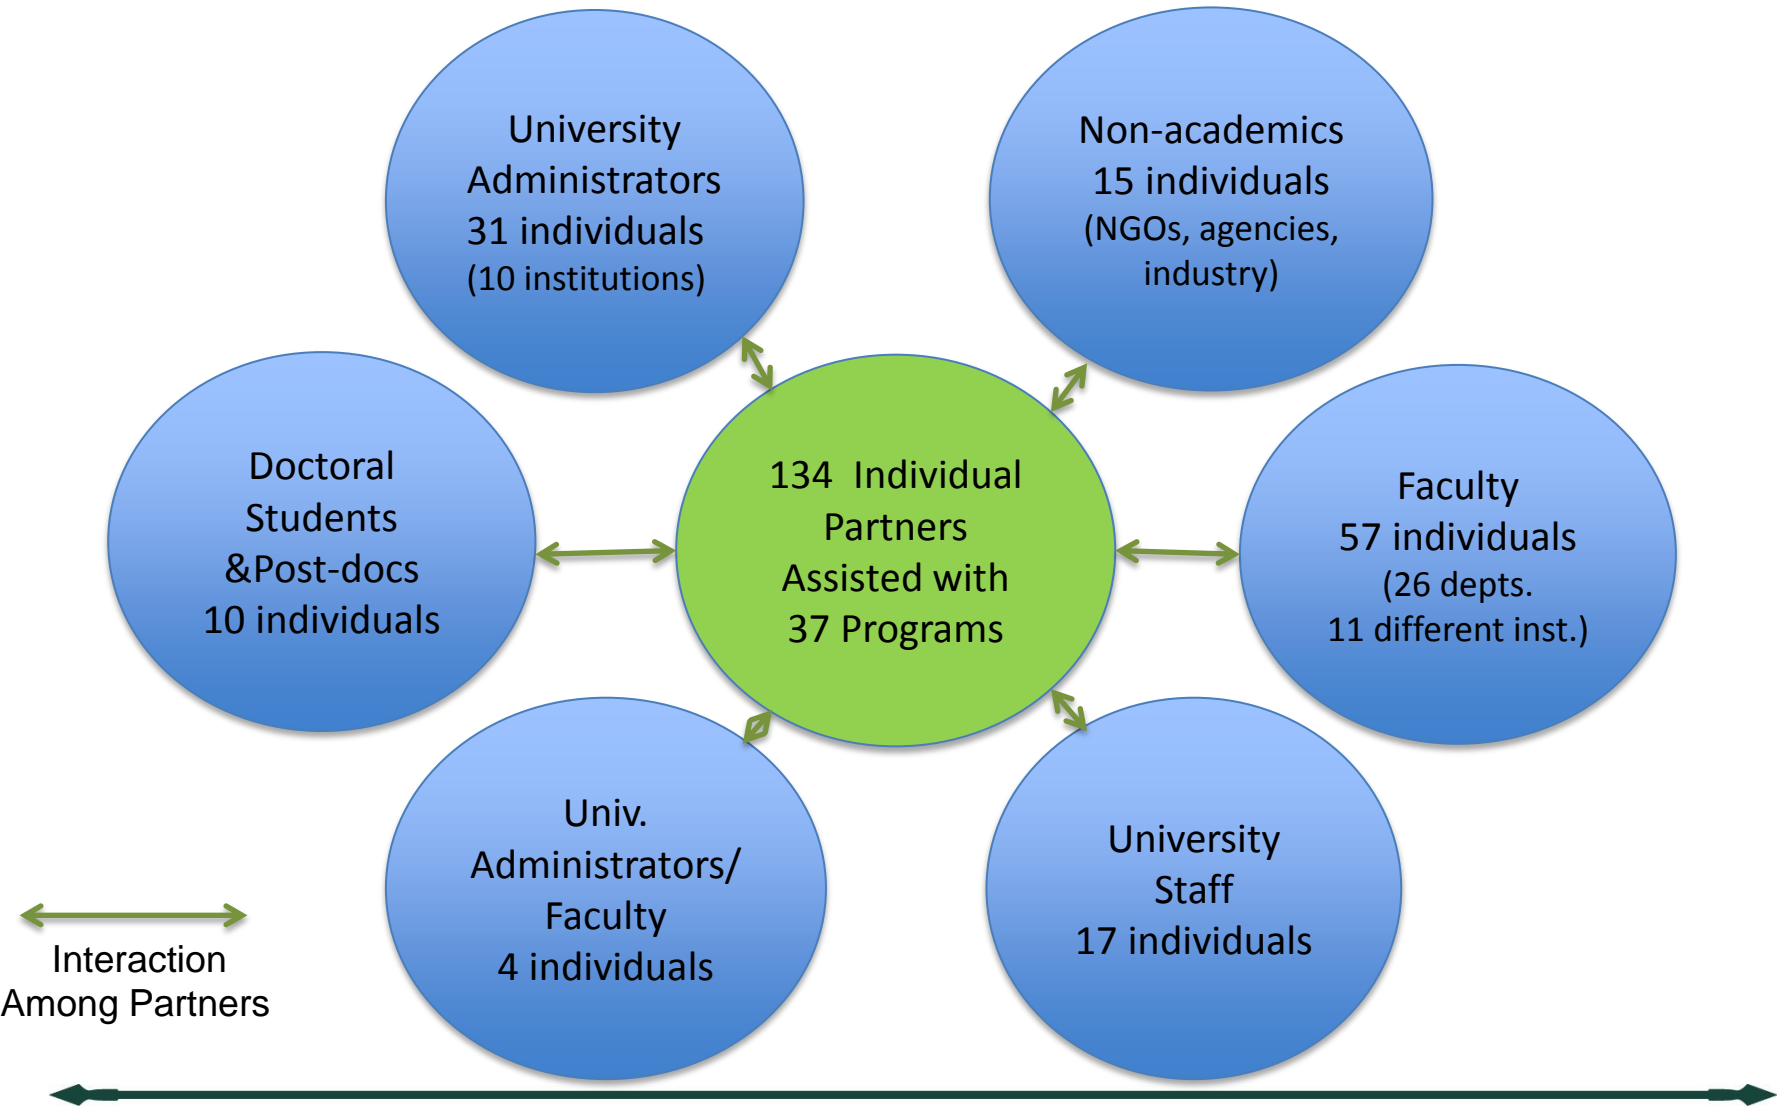 University
Administrators
31 individuals
(10 institutions)
Non-academics
15 individuals
(NGOs, agencies,
industry)
Doctoral
Students
&Post-docs
10 individuals
134 Individual
Partners
Assisted with
37 Programs
Faculty
57 individuals
(26 depts.
11 different inst.)
Univ.
Administrators/
Faculty
4 individuals
University
Staff
17 individuals
Interaction
Among Partners